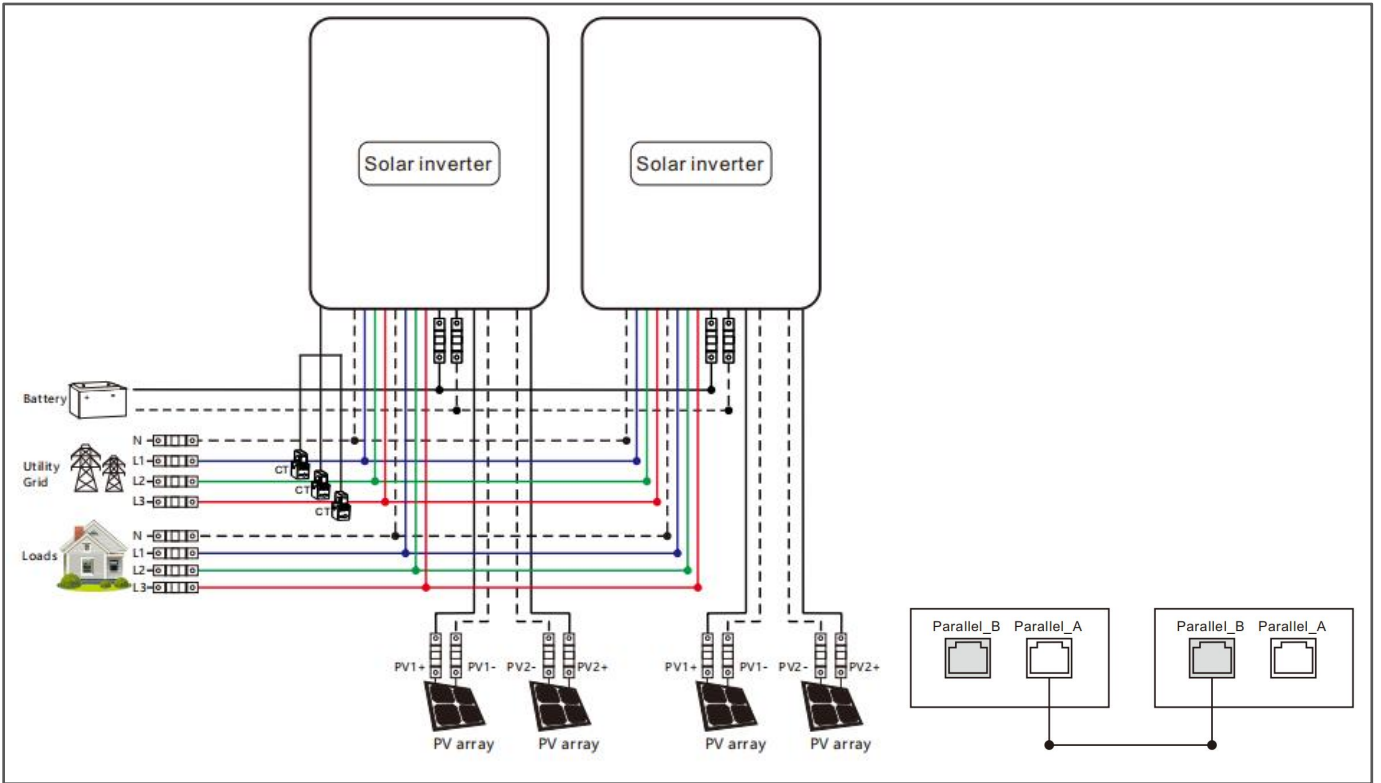 Solar inverter
Solar inverter
Battery
Utility
Grid
N
L1
L2
L3
CT
CT
CT
Loads
N
L1
L2
L3
PV1+
PV1-
PV2-
PV2+
PV1+
PV1-
PV2-
PV2+
PV array
PV array
PV array
PV array
Parallel_B
Parallel_A
Parallel_B
Parallel_A